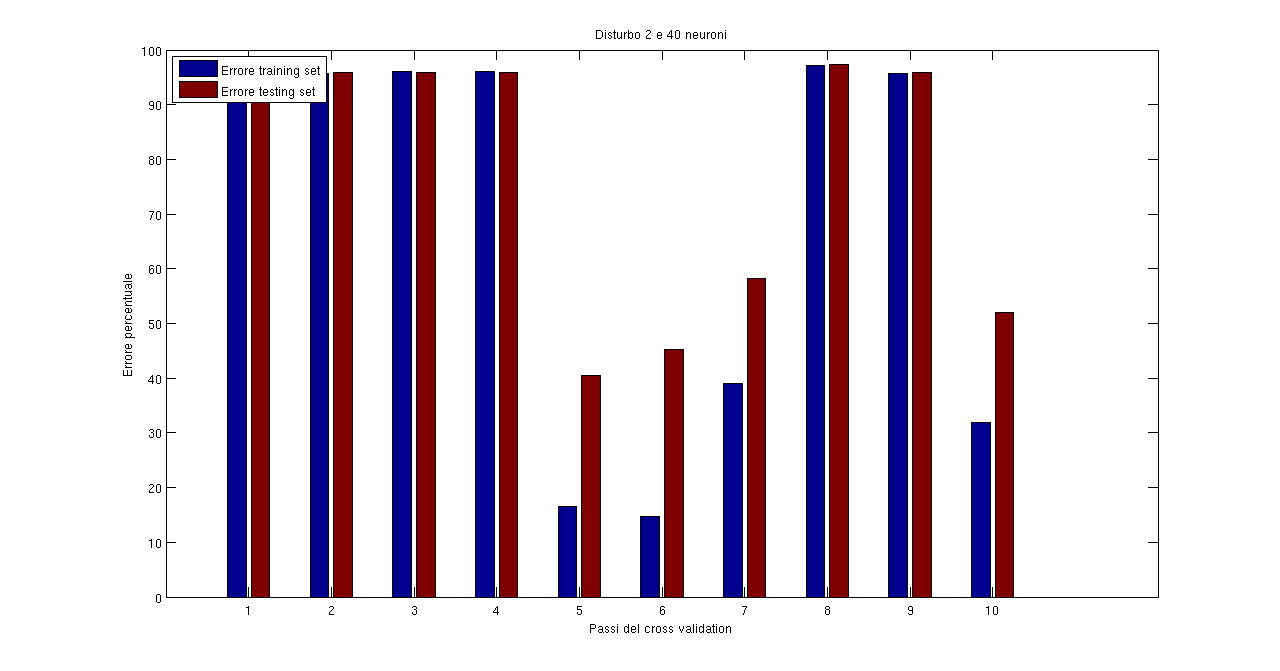 Disturbo 2 e 40 neuroni
Errore training set
Errore testing set
100
90
80
70
60
50
40
30
20
10
0
Errore percentuale
1 2 3 4 5 6 7 8 9 10
Passi del cross validation